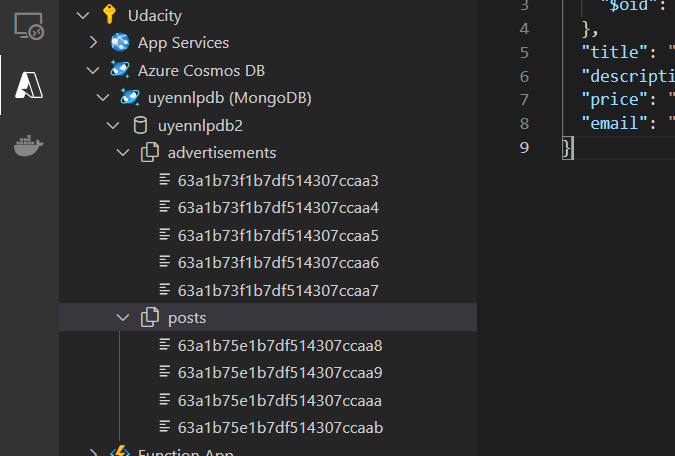 Udacity
App Services
Azure Cosmos DB
uyennlpdb (MongoDB)
uyennlpdb2
advertisements
63a1b73f1b7df514307ccaa3
63a1b73f1b7df514307ccaa4
63a1b73f1b7df514307ccaa5
63a1b73f1b7df514307ccaa6
63a1b73f1b7df514307ccaa7
posts
63a1b75e1b7df514307ccaa8
63a1b75e1b7df514307ccaa9
63a1b75e1b7df514307ccaaa
63a1b75e1b7df514307ccaab
Function App
3 "$oid":
4 },
5 "title": "
6 "descripti
7 "price": "
8 "email": "
9 }